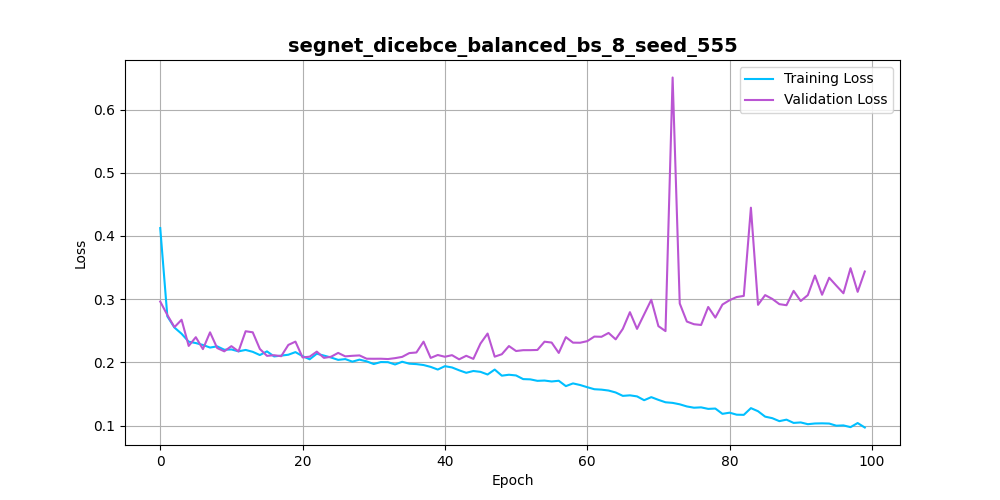 segnet_dicebce_balanced_bs_8_seed_555
Training Loss
Validation Loss
0.6
0.5
0.4
0.3
0.2
0.1
Loss
0
20
40
60
80
100
Epoch